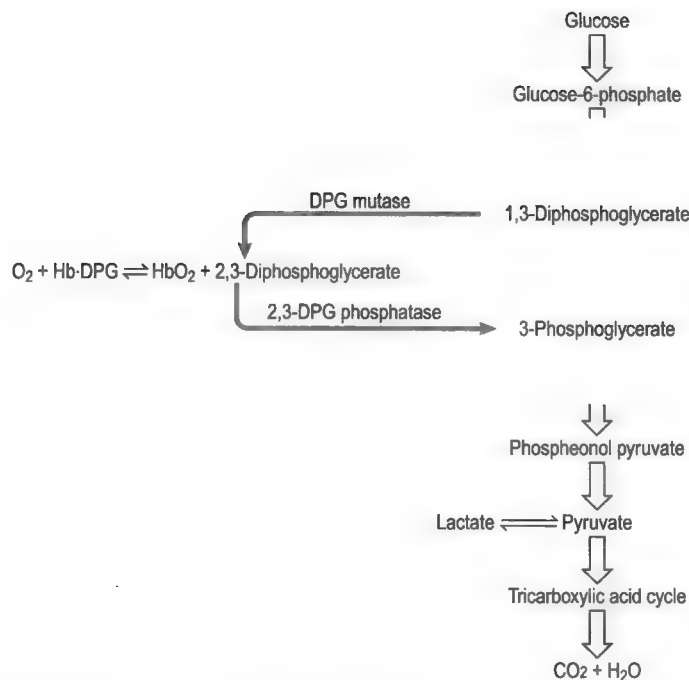 Glucose
Glucose-6-phosphate
DPG mutase
1,3-Diphosphoglycerate
O₂ + Hb·DPG ⇌ HbO₂ + 2,3-Diphosphoglycerate
2,3-DPG phosphatase
3-Phosphoglycerate
Phospheonol pyruvate
Lactate ⇌ Pyruvate
Tricarboxylic acid cycle
CO₂ + H₂O